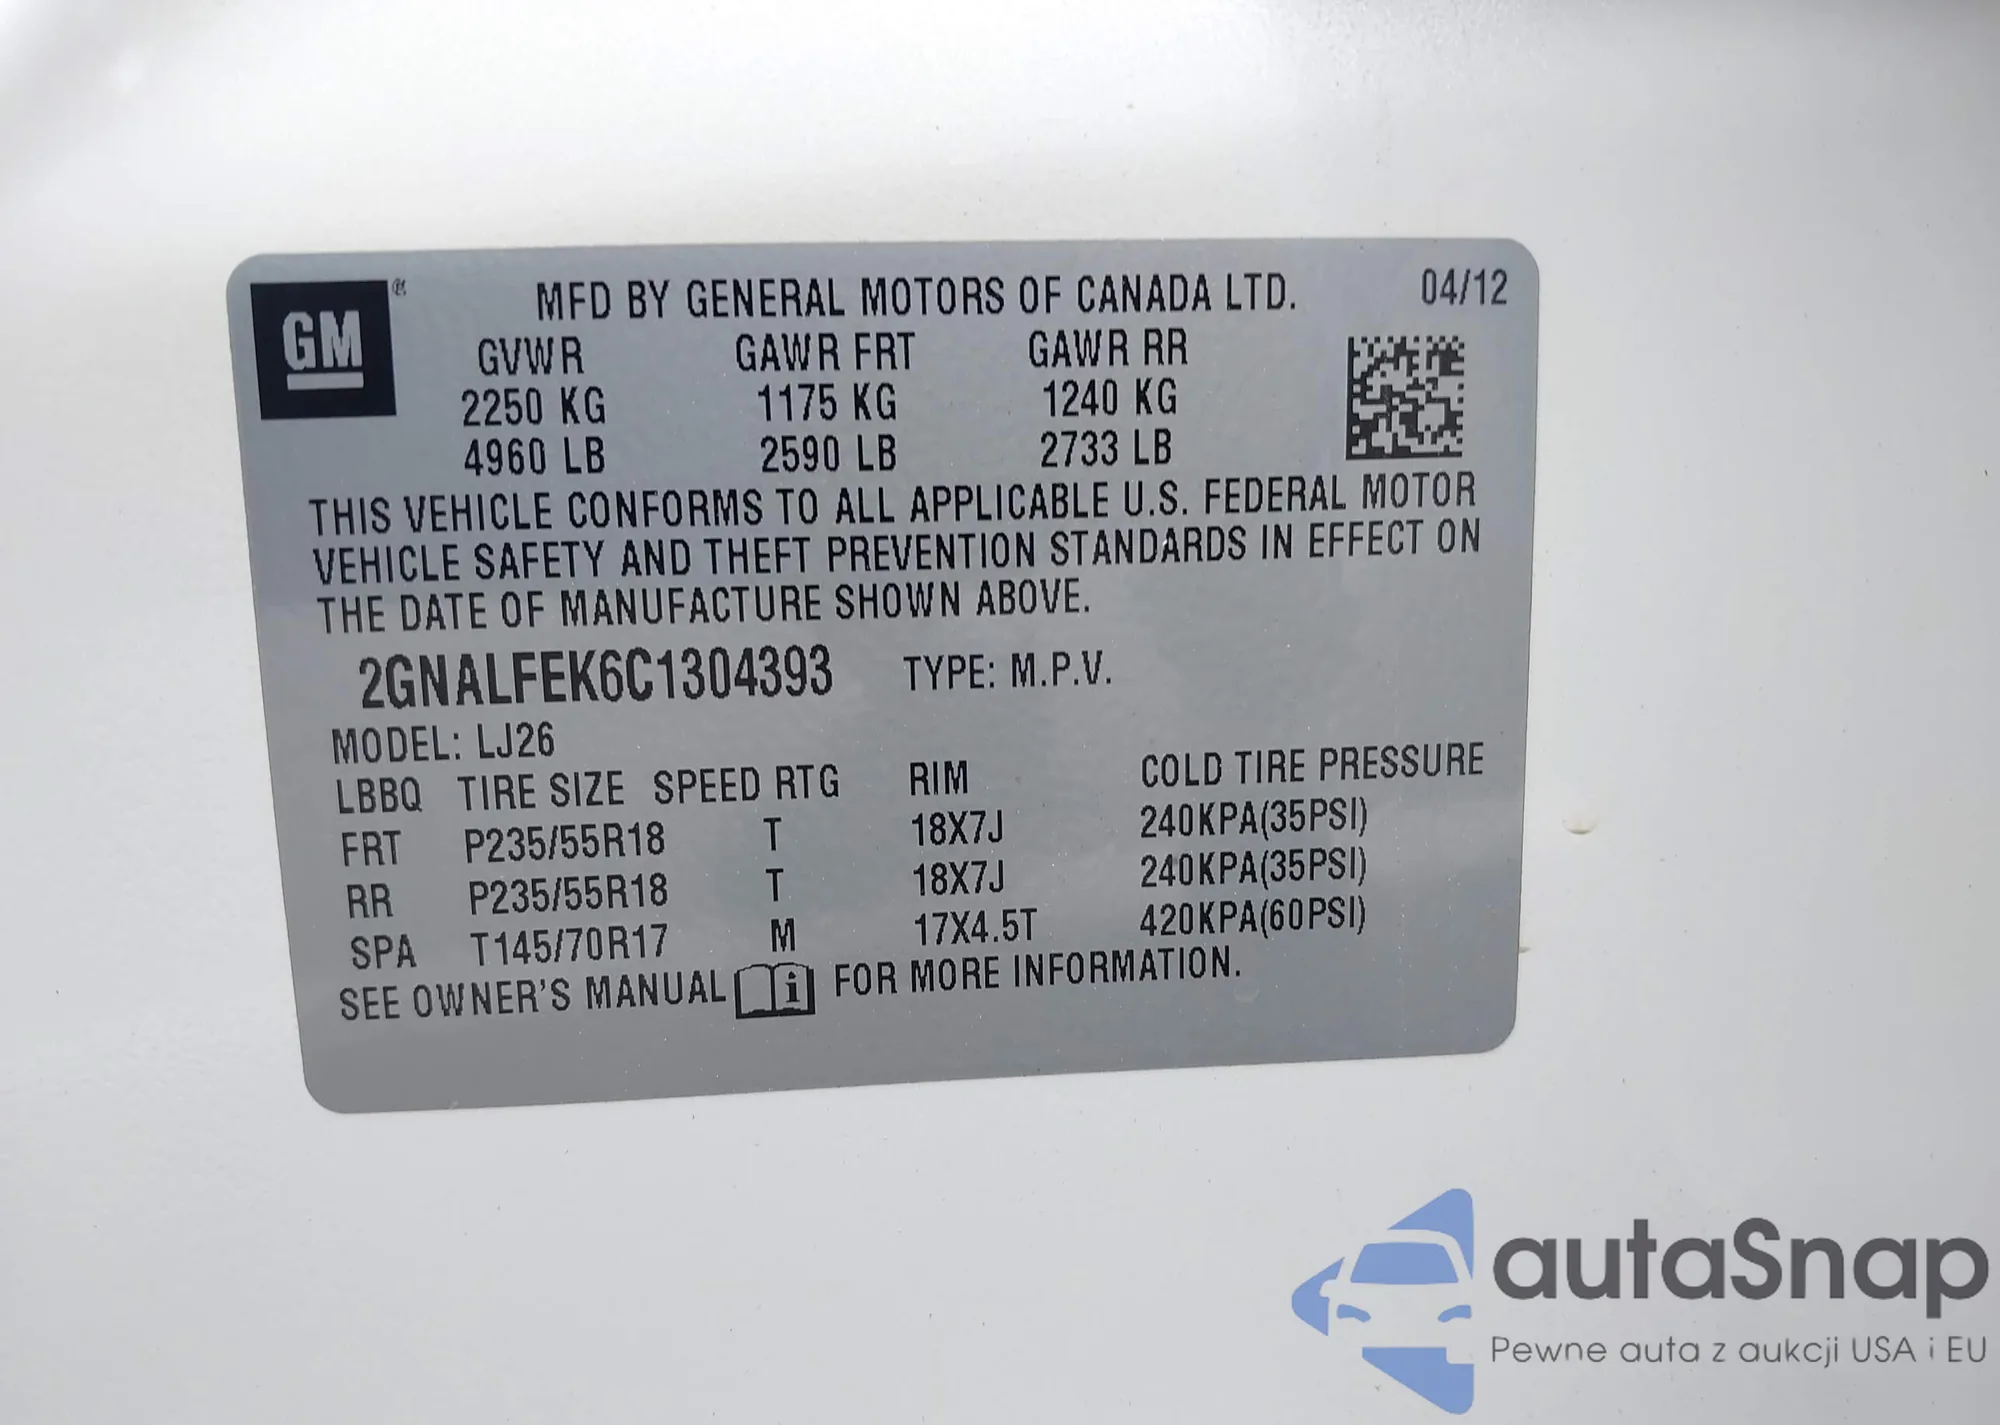 GM ® MFD BY GENERAL MOTORS OF CANADA LTD. 04/12
GVWR GAWR FRT GAWR RR
2250 KG 1175 KG 1240 KG
4960 LB 2590 LB 2733 LB
THIS VEHICLE CONFORMS TO ALL APPLICABLE U.S. FEDERAL MOTOR
VEHICLE SAFETY AND THEFT PREVENTION STANDARDS IN EFFECT ON
THE DATE OF MANUFACTURE SHOWN ABOVE.
2GNALFEK6C1304393 TYPE: M.P.V.
MODEL: LJ26
LBBQ TIRE SIZE SPEED RTG RIM COLD TIRE PRESSURE
FRT P235/55R18 T 18X7J 240KPA(35PSI)
RR P235/55R18 T 18X7J 240KPA(35PSI)
SPA T145/70R17 M 17X4.5T 420KPA(60PSI)
SEE OWNER'S MANUAL i FOR MORE INFORMATION.
autaSnap
Pewne auta z aukcji USA i EU